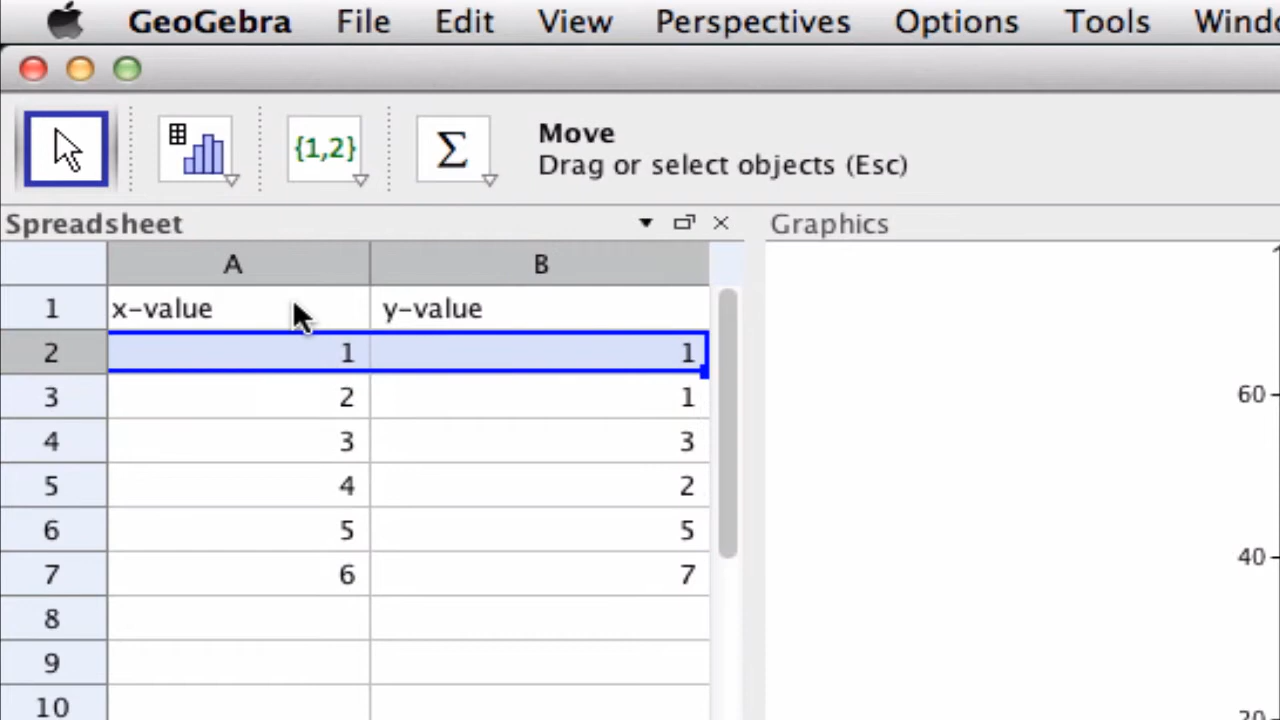 GeoGebra File Edit View Perspectives Options Tools
{1,2} Σ Move
Drag or select objects (Esc)
Spreadsheet Graphics
A B
1 x-value y-value
2 1 1
3 2 1
60
4 3 3
5 4 2
6 5 5
40
7 6 7
8
9
10
20